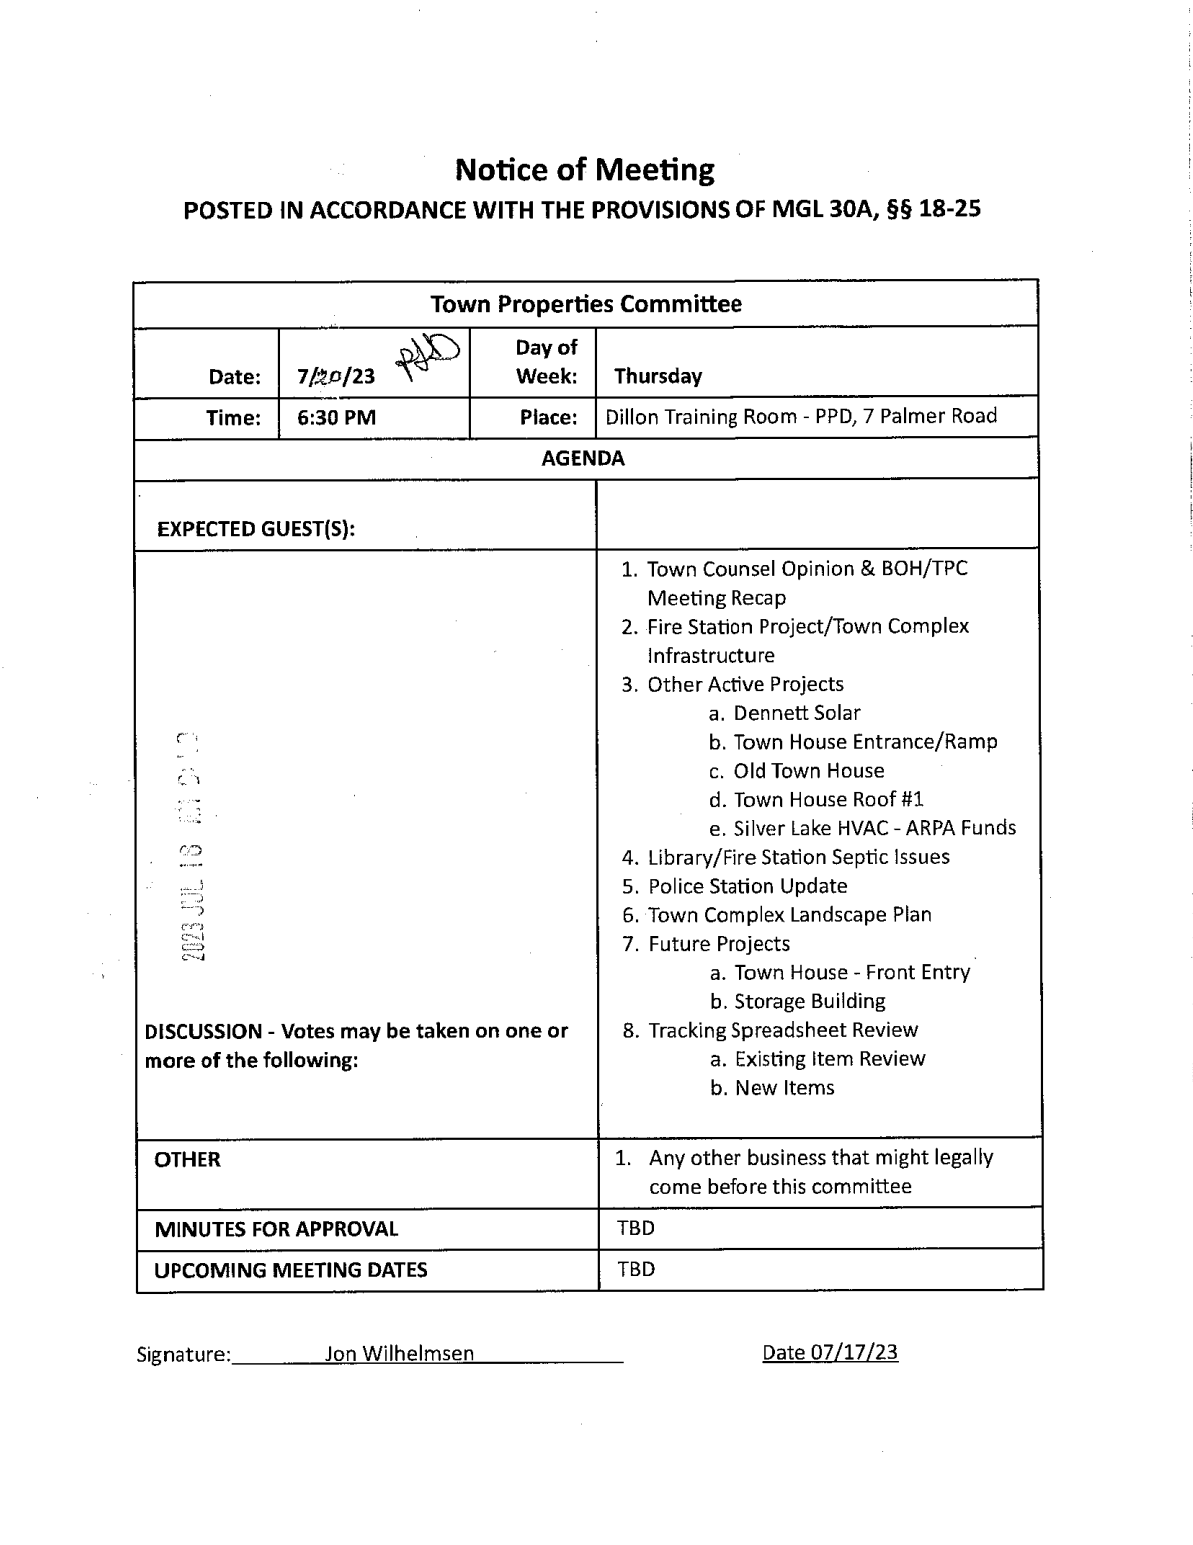 Notice of Meeting
POSTED IN ACCORDANCE WITH THE PROVISIONS OF MGL 30A, §§ 18-25
Town Properties Committee
Date: 7/20/23 Day of Week: Thursday
Time: 6:30 PM Place: Dillon Training Room - PPD, 7 Palmer Road
AGENDA
EXPECTED GUEST(S):
2023 JUL 18
DISCUSSION - Votes may be taken on one or
more of the following:
1. Town Counsel Opinion & BOH/TPC
Meeting Recap
2. Fire Station Project/Town Complex
Infrastructure
3. Other Active Projects
a. Dennett Solar
b. Town House Entrance/Ramp
c. Old Town House
d. Town House Roof #1
e. Silver Lake HVAC - ARPA Funds
4. Library/Fire Station Septic Issues
5. Police Station Update
6. Town Complex Landscape Plan
7. Future Projects
a. Town House - Front Entry
b. Storage Building
8. Tracking Spreadsheet Review
a. Existing Item Review
b. New Items
OTHER
1. Any other business that might legally
come before this committee
MINUTES FOR APPROVAL TBD
UPCOMING MEETING DATES TBD
Signature: Jon Wilhelmsen Date 07/17/23